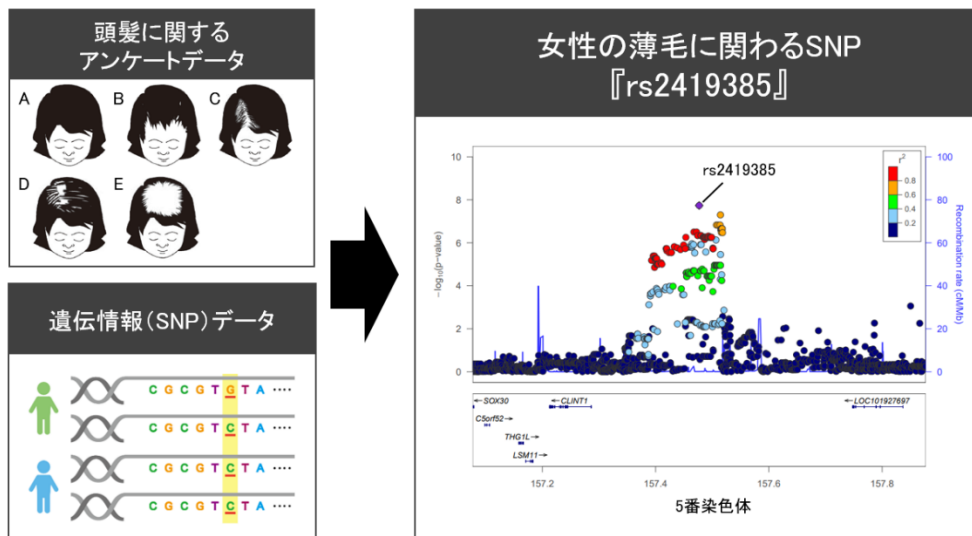 頭髪に関する
アンケートデータ
A B C
D E
遺伝情報(SNP)データ
C G C G T G T A ‥‥
C G C G T C T A ‥‥
C G C G T C T A ‥‥
C G C G T C T A ‥‥
女性の薄毛に関わるSNP
『rs2419385』
rs2419385
r²
0.8
0.6
0.4
0.2
10
8
6
4
2
0
−log₁₀(p−value)
100
80
60
40
20
0
Recombination rate (cM/Mb)
←SOX30
←CLINT1
←LOC101927697
C5orf52→
THG1L→
LSM11→
157.2 157.4 157.6 157.8
5番染色体